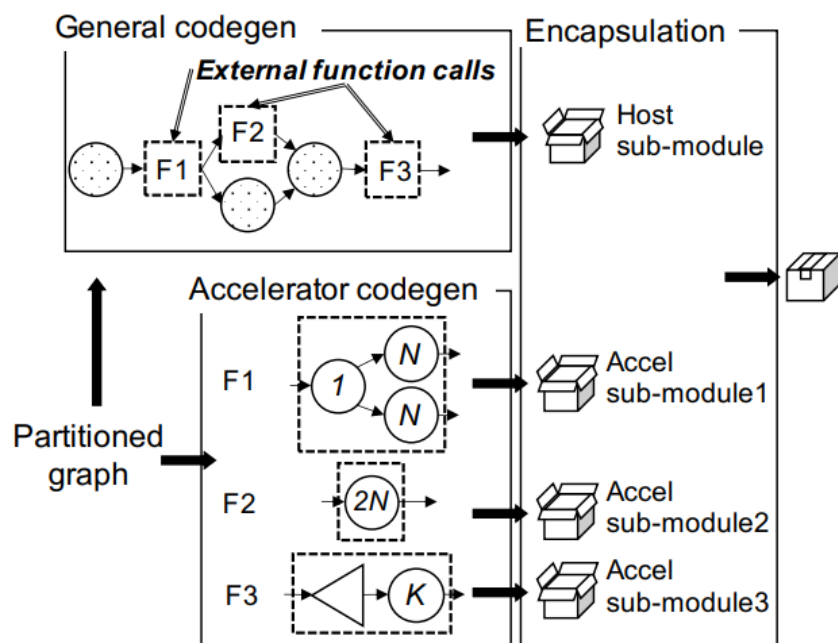 General codegen
External function calls
F1
F2
F3
Encapsulation
Host
sub-module
Partitioned
graph
Accelerator codegen
F1
1
N
N
Accel
sub-module1
F2
2N
Accel
sub-module2
F3
K
Accel
sub-module3